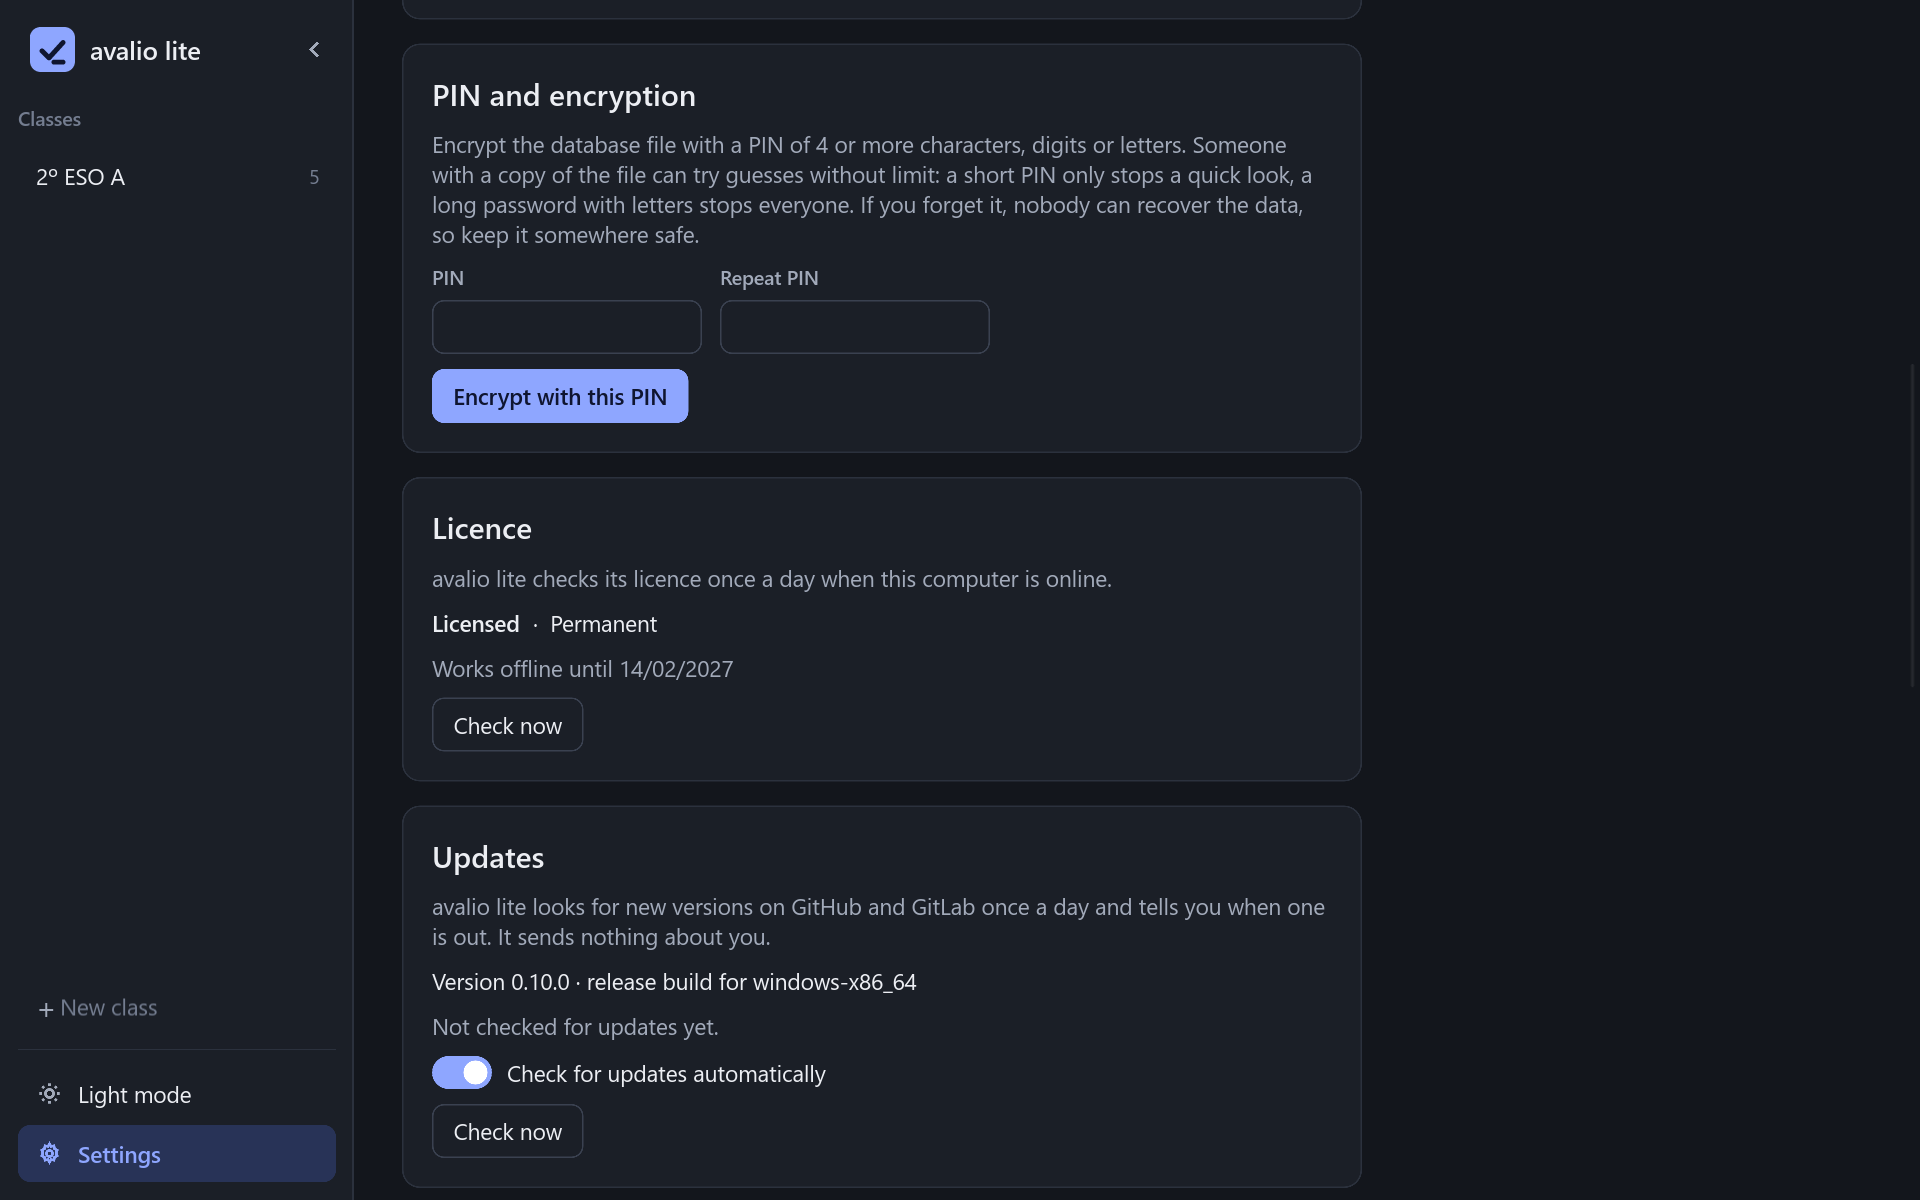 avalio lite
Classes
2º ESO A 5
+ New class
Light mode
Settings
PIN and encryption
Encrypt the database file with a PIN of 4 or more characters, digits or letters. Someone
with a copy of the file can try guesses without limit: a short PIN only stops a quick look, a
long password with letters stops everyone. If you forget it, nobody can recover the data,
so keep it somewhere safe.
PIN Repeat PIN
Encrypt with this PIN
Licence
avalio lite checks its licence once a day when this computer is online.
Licensed · Permanent
Works offline until 14/02/2027
Check now
Updates
avalio lite looks for new versions on GitHub and GitLab once a day and tells you when one
is out. It sends nothing about you.
Version 0.10.0 · release build for windows-x86_64
Not checked for updates yet.
Check for updates automatically
Check now